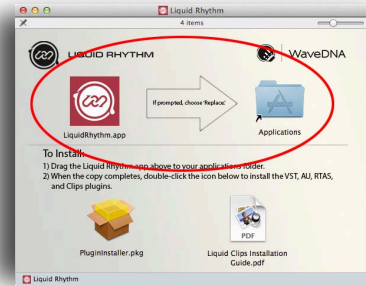 Liquid Rhythm
4 items
LIQUID RHYTHM
WaveDNA
If prompted, choose 'Replace.'
LiquidRhythm.app
Applications
To Install:
1) Drag the Liquid Rhythm app above to your applications folder.
2) When the copy completes, double-click the icon below to install the VST, AU, RTAS,
and Clips plugins.
PDF
PluginInstaller.pkg
Liquid Clips Installation
Guide.pdf
Liquid Rhythm